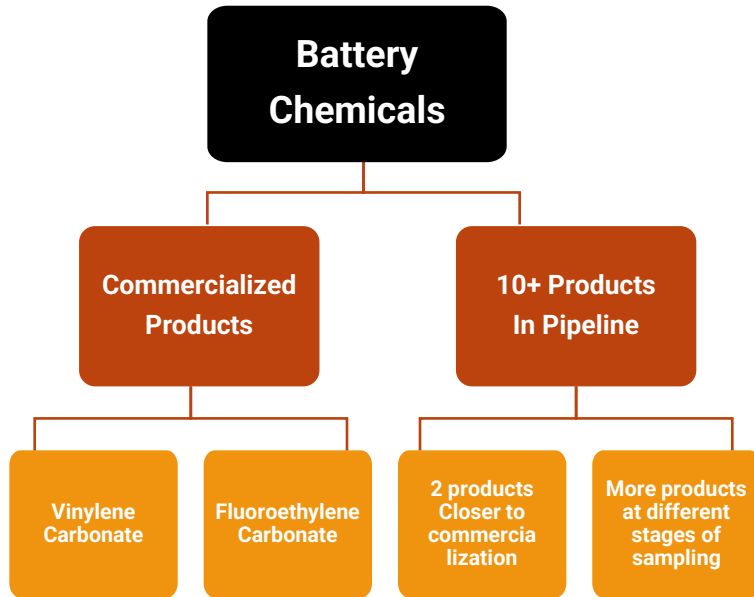 Battery
Chemicals
Commercialized
Products
10+ Products
In Pipeline
Vinylene
Carbonate
Fluoroethylene
Carbonate
2 products
Closer to
commercia
lization
More products
at different
stages of
sampling